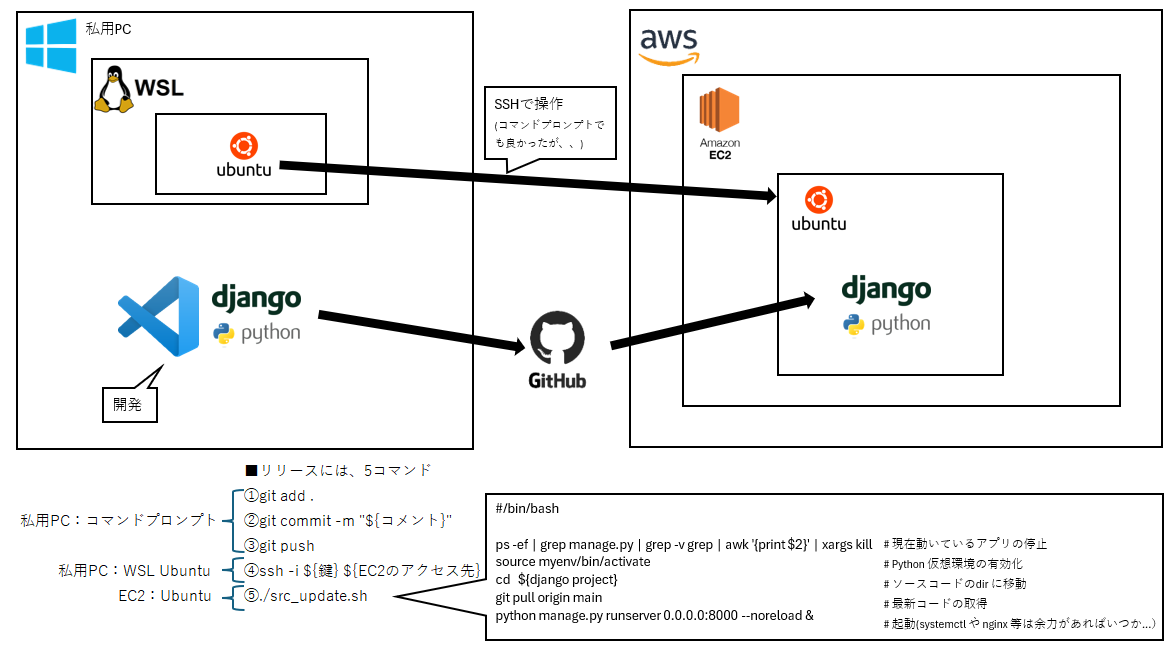 私用PC
WSL
ubuntu
SSHで操作
(コマンドプロンプトで
も良かったが、、)
aws
Amazon
EC2
ubuntu
django
python
django
python
GitHub
開発
■リリースには、5コマンド
私用PC：コマンドプロンプト
①git add .
②git commit -m "${コメント}"
③git push
私用PC：WSL Ubuntu
④ssh -i ${鍵} ${EC2のアクセス先}
EC2：Ubuntu
⑤./src_update.sh
#/bin/bash
ps -ef | grep manage.py | grep -v grep | awk '{print $2}' | xargs kill # 現在動いているアプリの停止
source myenv/bin/activate # Python 仮想環境の有効化
cd ${django project} # ソースコードのdir に移動
git pull origin main # 最新コードの取得
python manage.py runserver 0.0.0.0:8000 --noreload & # 起動(systemctl や nginx 等は余力があればいつか...)